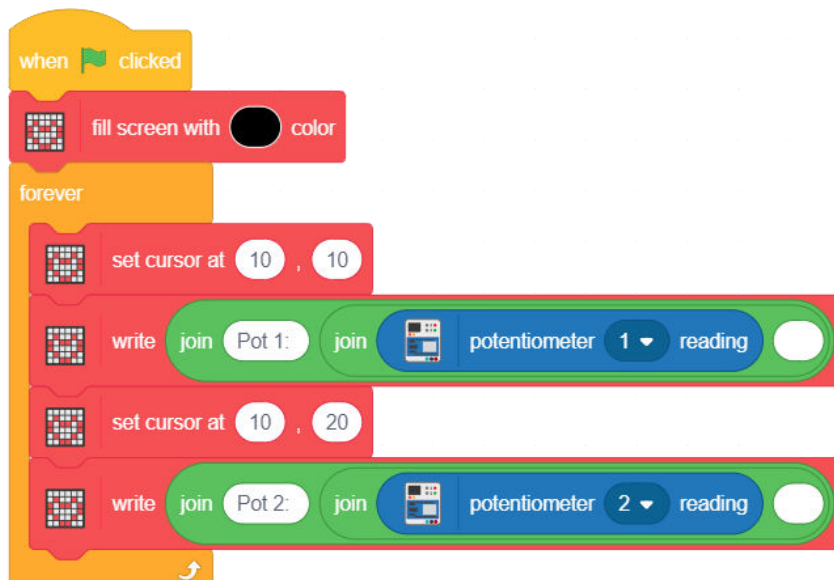 when clicked
fill screen with color
forever
set cursor at 10 , 10
write join Pot 1: join potentiometer 1 reading
set cursor at 10 , 20
write join Pot 2: join potentiometer 2 reading